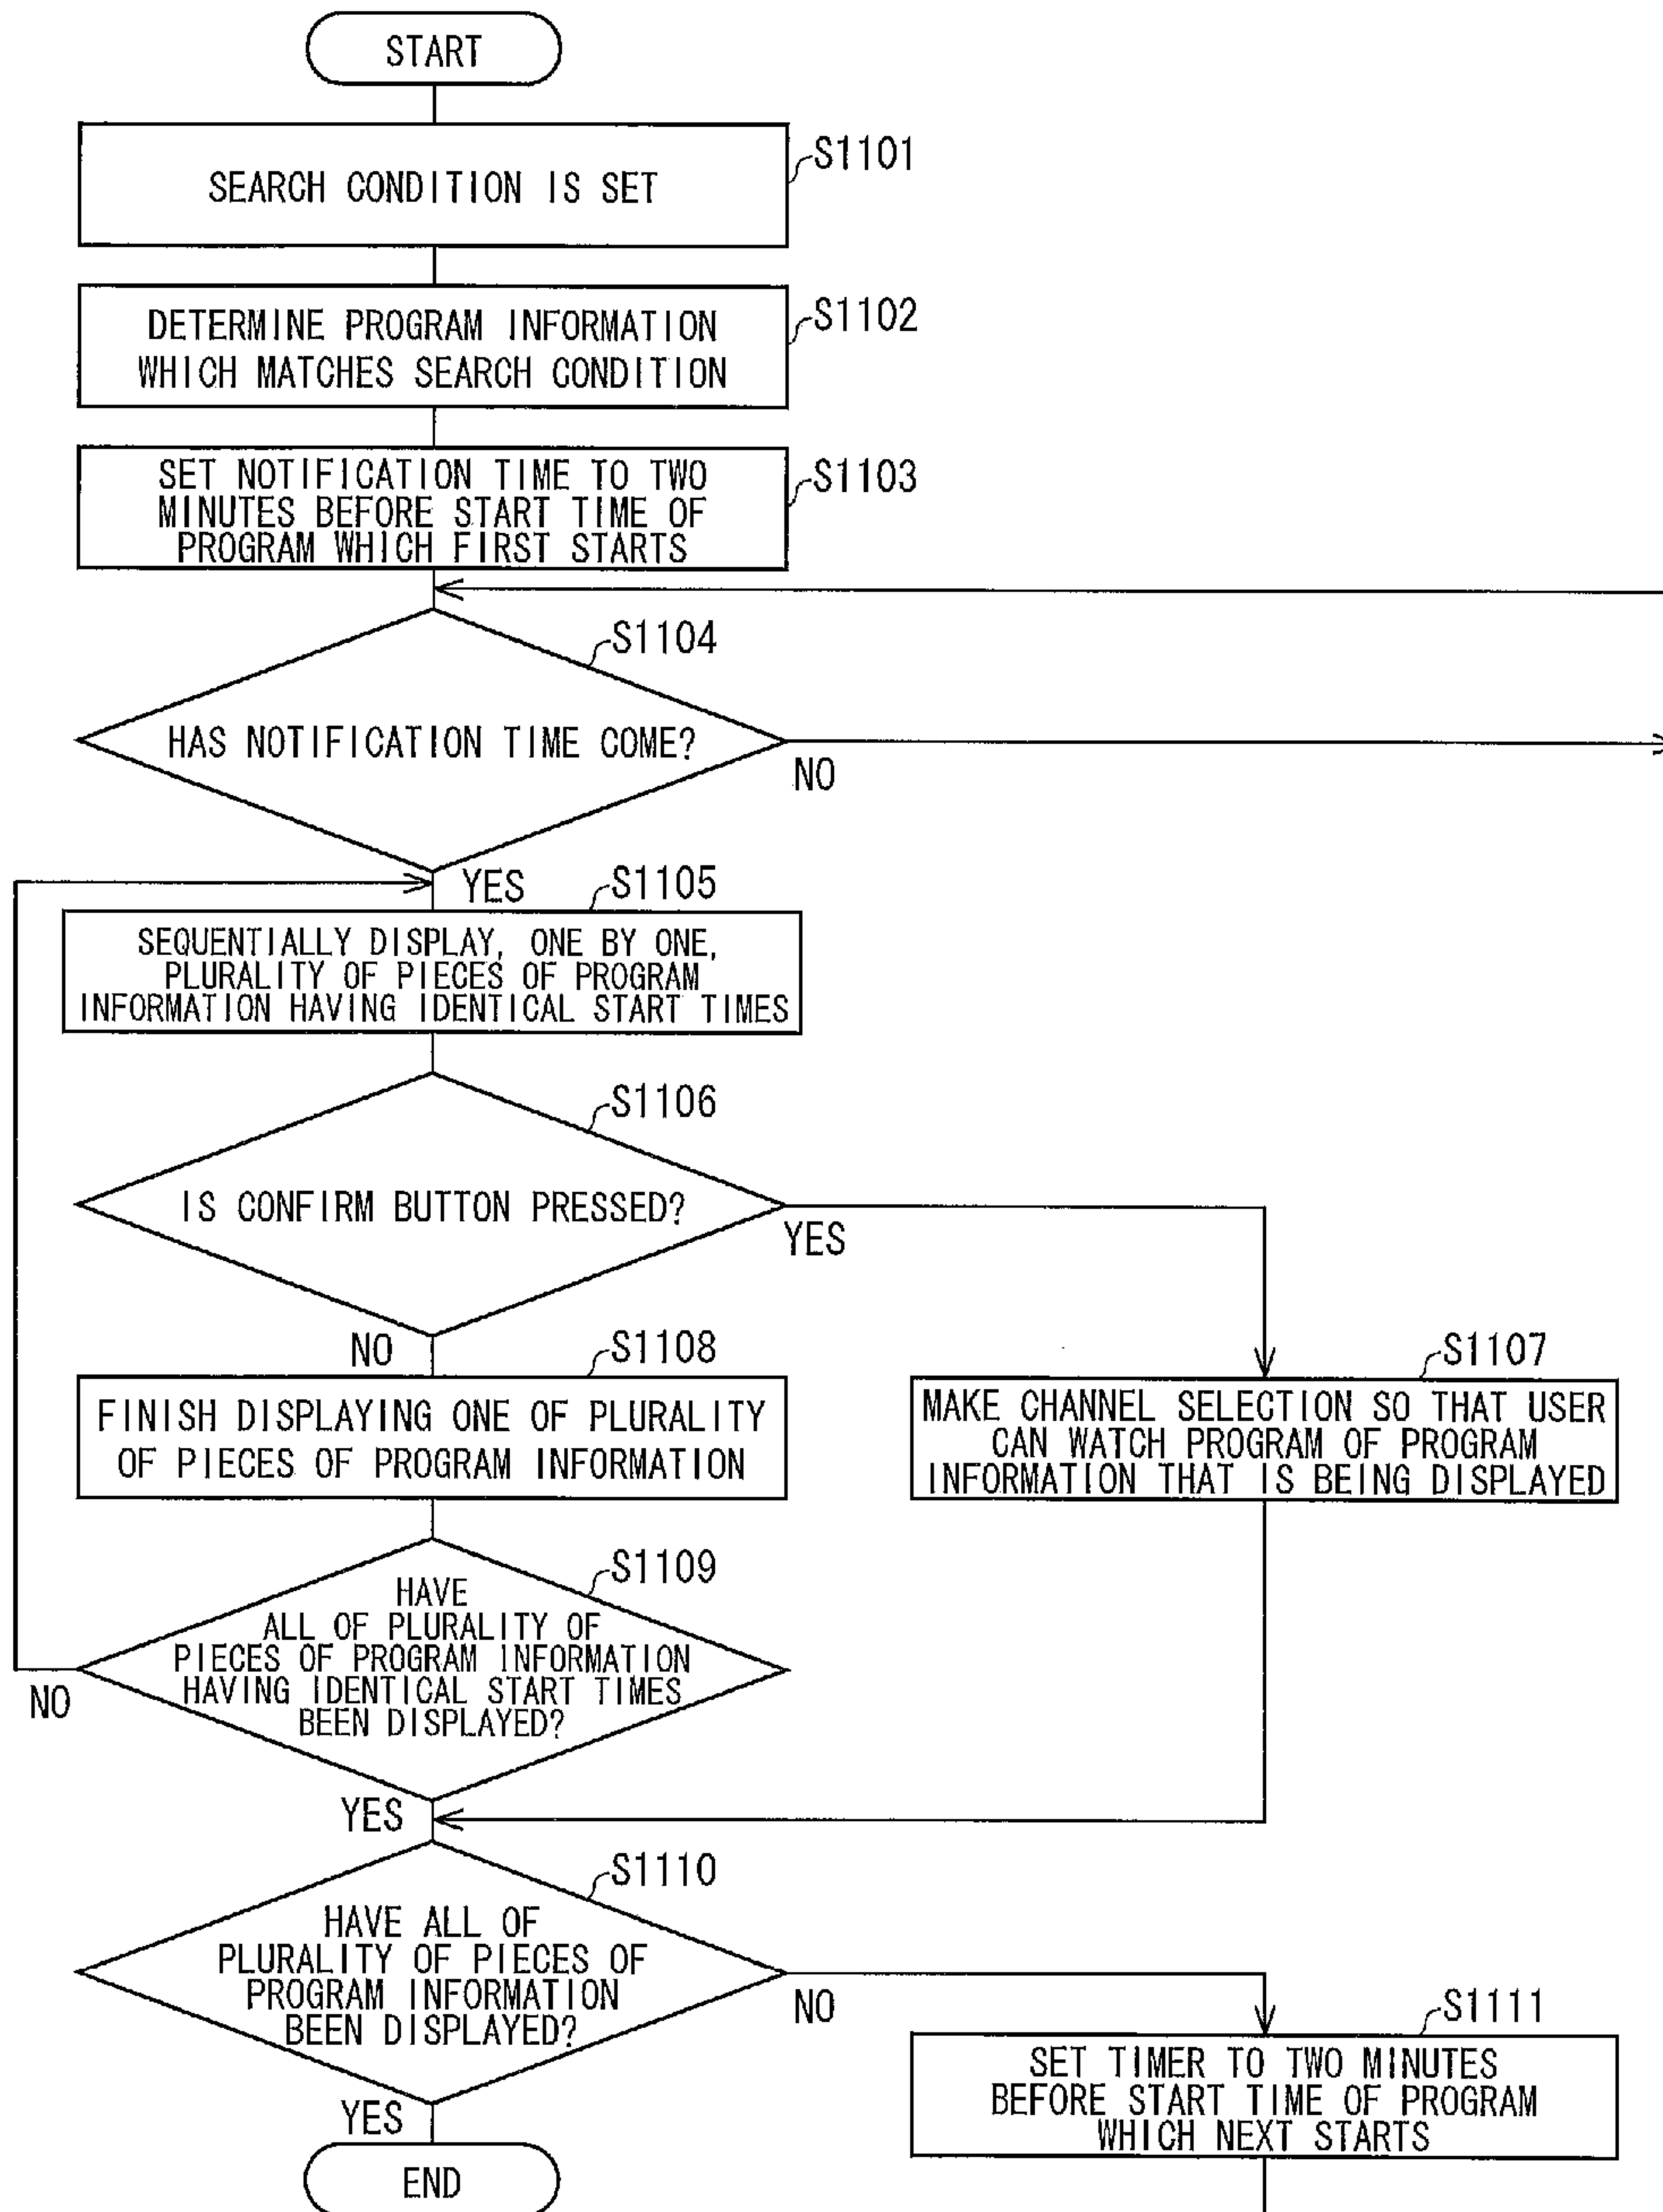 START
S1101
SEARCH CONDITION IS SET
S1102
DETERMINE PROGRAM INFORMATION
WHICH MATCHES SEARCH CONDITION
S1103
SET NOTIFICATION TIME TO TWO
MINUTES BEFORE START TIME OF
PROGRAM WHICH FIRST STARTS
S1104
HAS NOTIFICATION TIME COME?
NO
YES
S1105
SEQUENTIALLY DISPLAY, ONE BY ONE,
PLURALITY OF PIECES OF PROGRAM
INFORMATION HAVING IDENTICAL START TIMES
S1106
IS CONFIRM BUTTON PRESSED?
YES
NO
S1108
FINISH DISPLAYING ONE OF PLURALITY
OF PIECES OF PROGRAM INFORMATION
S1107
MAKE CHANNEL SELECTION SO THAT USER
CAN WATCH PROGRAM OF PROGRAM
INFORMATION THAT IS BEING DISPLAYED
S1109
HAVE
ALL OF PLURALITY OF
PIECES OF PROGRAM INFORMATION
HAVING IDENTICAL START TIMES
BEEN DISPLAYED?
NO
YES
S1110
HAVE ALL OF
PLURALITY OF PIECES OF
PROGRAM INFORMATION
BEEN DISPLAYED?
NO
S1111
SET TIMER TO TWO MINUTES
BEFORE START TIME OF PROGRAM
WHICH NEXT STARTS
YES
END